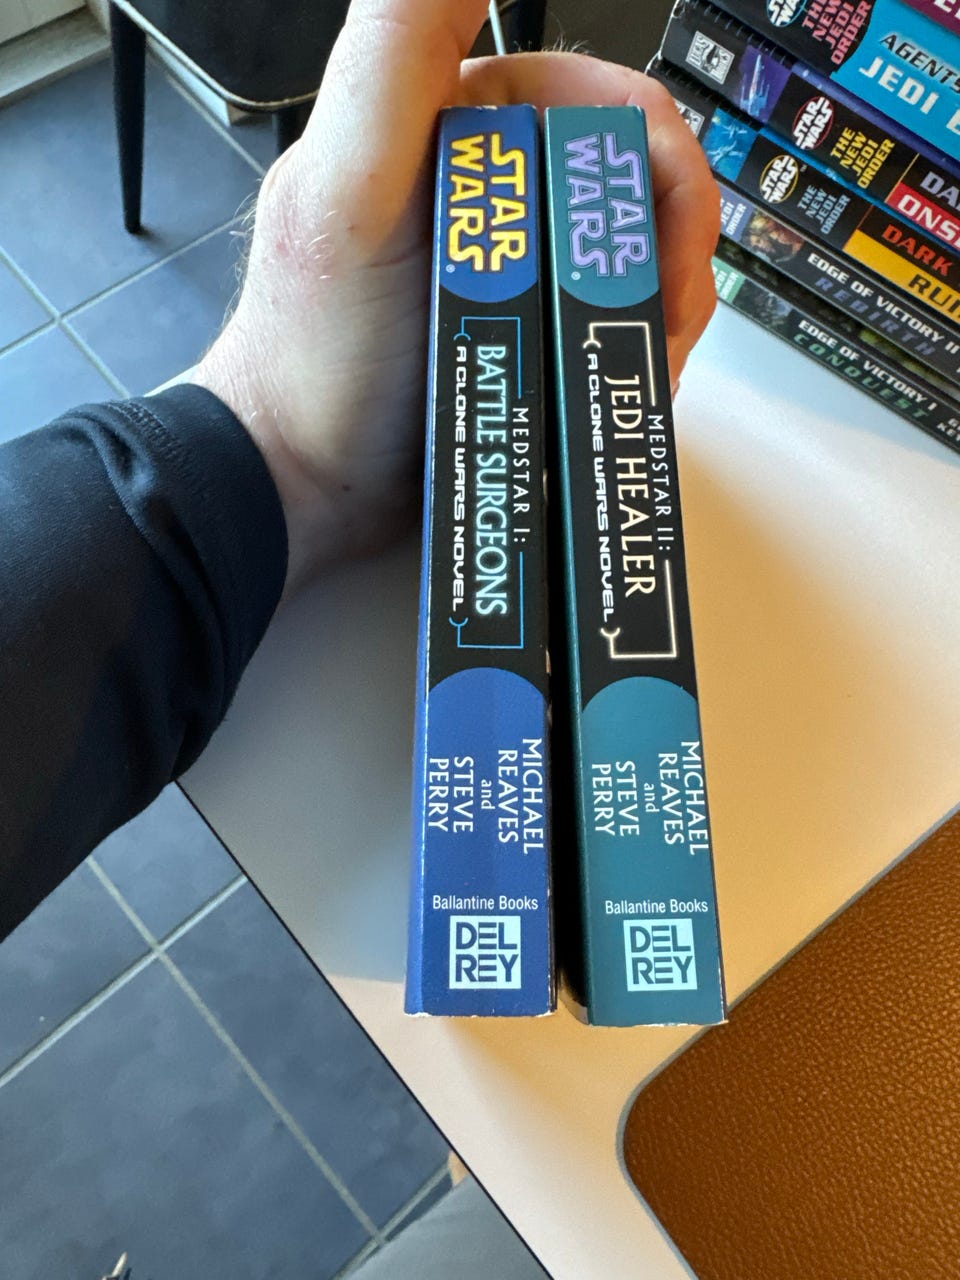 STAR
WARS®
MEDSTAR I:
BATTLE SURGEONS
A CLONE WARS NOVEL
MICHAEL
REAVES
and
STEVE
PERRY
Ballantine Books
DEL
REY
STAR
WARS®
MEDSTAR II:
JEDI HEALER
A CLONE WARS NOVEL
MICHAEL
REAVES
and
STEVE
PERRY
Ballantine Books
DEL
REY
STAR
WARS
THE
NEW
JEDI
ORDER
AGENTS
JEDI
STAR
WARS
THE
NEW
JEDI
ORDER
DA
ONS
STAR
WARS
THE
NEW
JEDI
ORDER
DARK
RUI
JEDI
ORDER
EDGE OF VICTORY II
REBIRTH
EDGE OF VICTORY I
CONQUEST